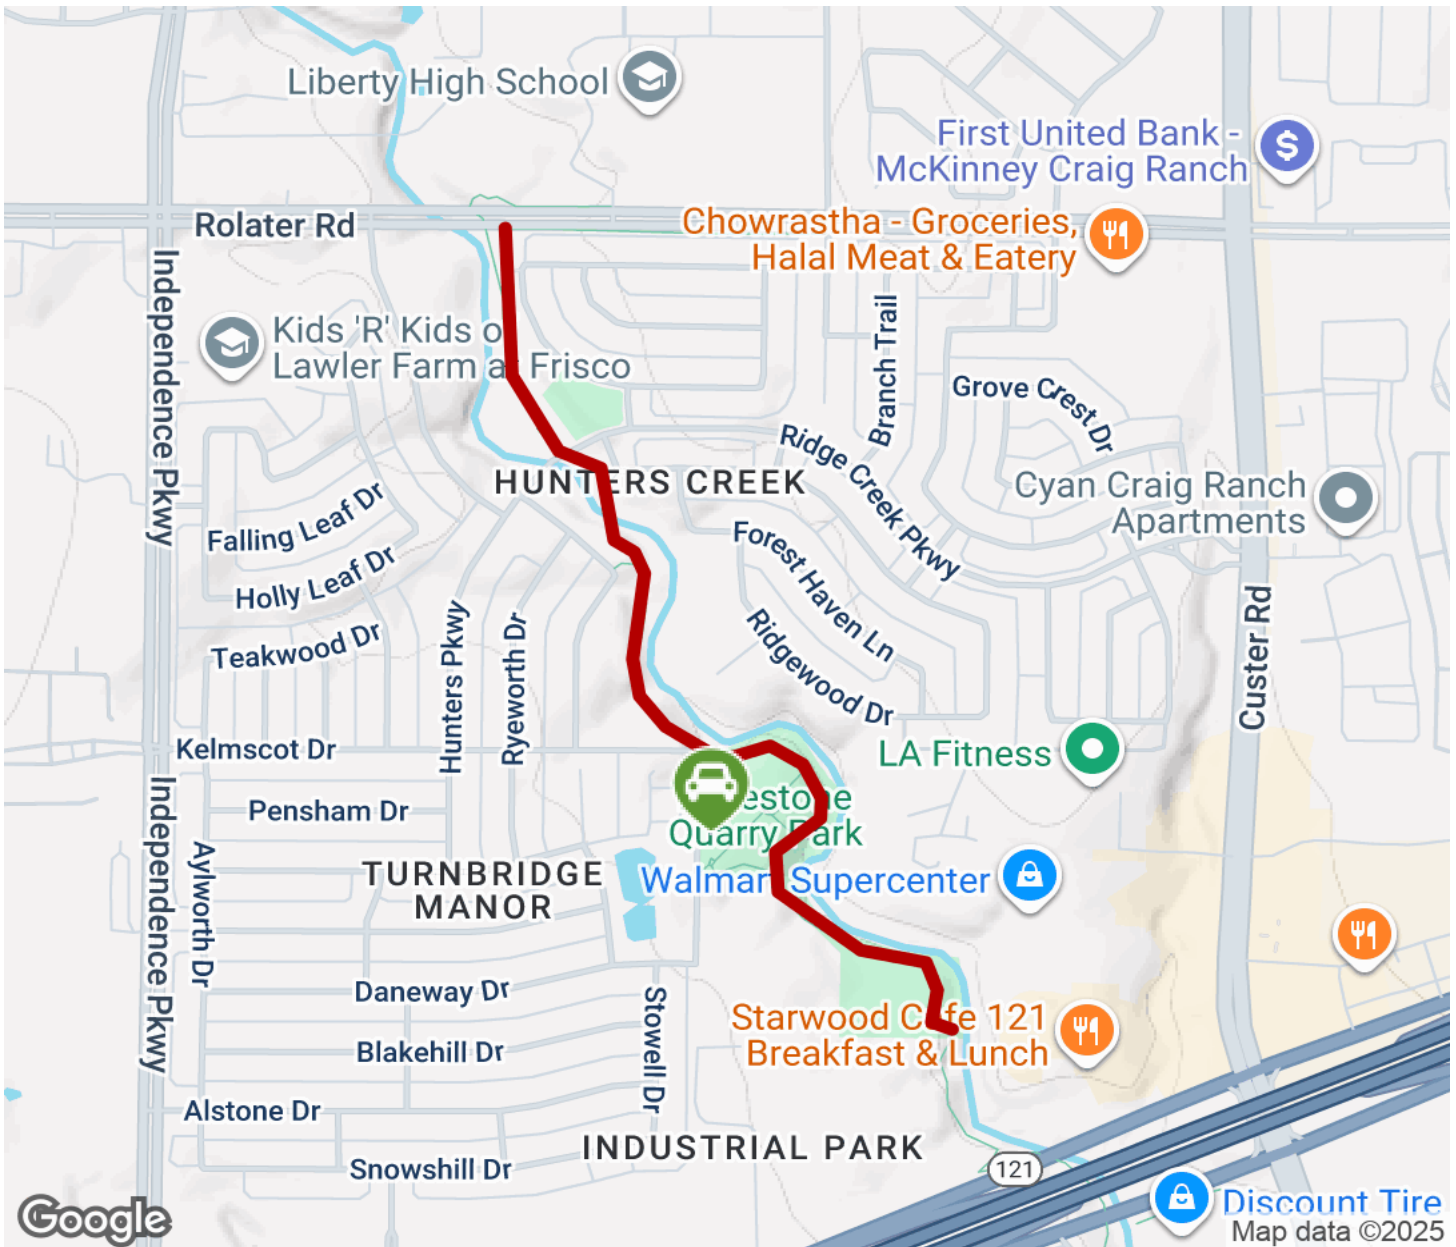 Liberty High School
First United Bank -
McKinney Craig Ranch
Rolater Rd
Chowrastha - Groceries,
Halal Meat & Eatery
Independence Pkwy
Kids 'R' Kids o
Lawler Farm a Frisco
Branch Trail
Grove Crest Dr
Ridge Creek Pkwy
HUNTERS CREEK
Cyan Craig Ranch
Apartments
Falling Leaf Dr
Forest Haven Ln
Holly Leaf Dr
Custer Rd
Teakwood Dr
Hunters Pkwy
Ryeworth Dr
Ridgewood Dr
Kelmscot Dr
LA Fitness
Independence Pkwy
Pensham Dr
estone
Quarry Park
Aylworth Dr
TURNBRIDGE
MANOR
Walmart Supercenter
Daneway Dr
Stowell Dr
Starwood Cafe 121
Breakfast & Lunch
Blakehill Dr
Alstone Dr
INDUSTRIAL PARK
Snowshill Dr
121
Discount Tire
Google
Map data ©2025